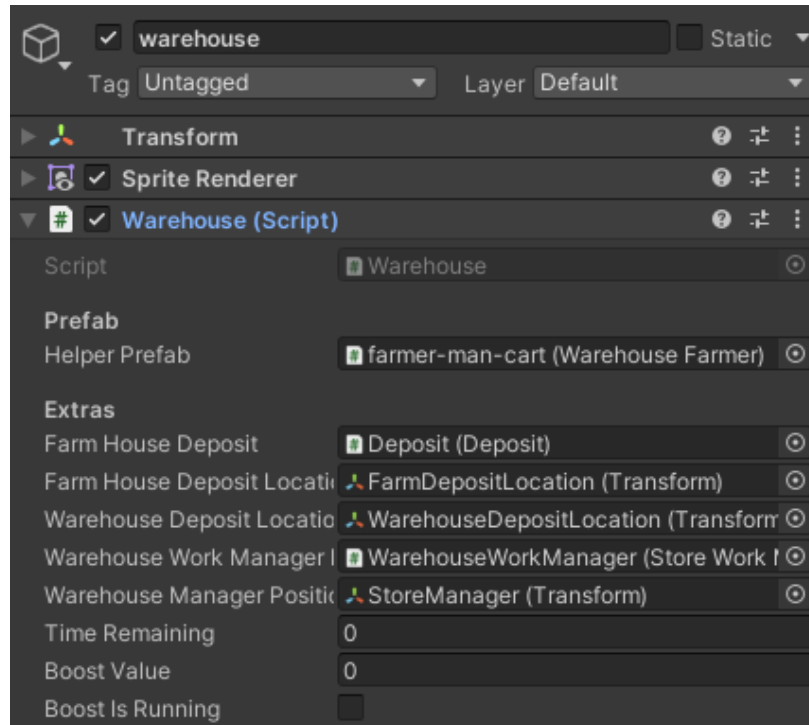 warehouse Static
Tag Untagged Layer Default
Transform
Sprite Renderer
# Warehouse (Script)
Script # Warehouse
Prefab
Helper Prefab # farmer-man-cart (Warehouse Farmer)
Extras
Farm House Deposit # Deposit (Deposit)
Farm House Deposit Locati FarmDepositLocation (Transform)
Warehouse Deposit Locatio WarehouseDepositLocation (Transform
Warehouse Work Manager # WarehouseWorkManager (Store Work
Warehouse Manager Positi StoreManager (Transform)
Time Remaining 0
Boost Value 0
Boost Is Running